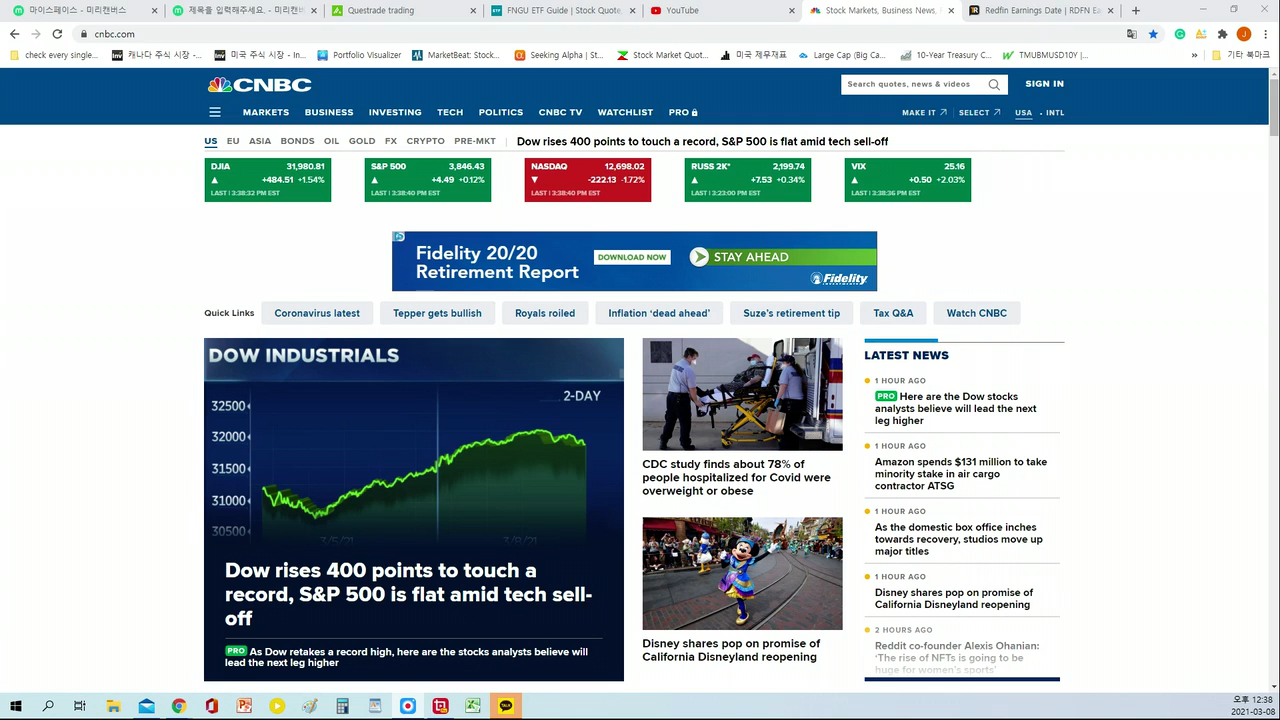 마이스페이스 - 미리캔버스
제목을 입력해주세요. - 미리캔버
Questrade trading
FNGU ETF Guide | Stock Quote,
YouTube
Stock Markets, Business News,
Redfin Earnings Date | RDFN Ea
cnbc.com
check every single...
캐나다 주식 시장 -...
미국 주식 시장 - In...
Portfolio Visualizer
MarketBeat: Stock...
Seeking Alpha | St...
Stock Market Quot...
미국 재무제표
Large Cap (Big Ca...
10-Year Treasury C...
TMUBMUSD10Y |...
»
기타 북마크
CNBC
Search quotes, news & videos
SIGN IN
MARKETS BUSINESS INVESTING TECH POLITICS CNBC TV WATCHLIST PRO
MAKE IT SELECT USA • INTL
US EU ASIA BONDS OIL GOLD FX CRYPTO PRE-MKT
Dow rises 400 points to touch a record, S&P 500 is flat amid tech sell-off
DJIA 31,980.81
▲ +484.51 +1.54%
LAST | 3:38:32 PM EST
S&P 500 3,846.43
▲ +4.49 +0.12%
LAST | 3:38:40 PM EST
NASDAQ 12,698.02
▼ -222.13 -1.72%
LAST | 3:38:40 PM EST
RUSS 2K* 2,199.74
▲ +7.53 +0.34%
LAST | 3:23:00 PM EST
VIX 25.16
▲ +0.50 +2.03%
LAST | 3:38:36 PM EST
Fidelity 20/20
Retirement Report
DOWNLOAD NOW
STAY AHEAD
Fidelity
Quick Links
Coronavirus latest
Tepper gets bullish
Royals roiled
Inflation ‘dead ahead’
Suze's retirement tip
Tax Q&A
Watch CNBC
DOW INDUSTRIALS
2-DAY
32500
32000
31500
31000
30500
3/5/21 3/8/21
Dow rises 400 points to touch a
record, S&P 500 is flat amid tech sell-
off
PRO As Dow retakes a record high, here are the stocks analysts believe will
lead the next leg higher
CDC study finds about 78% of
people hospitalized for Covid were
overweight or obese
Disney shares pop on promise of
California Disneyland reopening
LATEST NEWS
1 HOUR AGO
PRO Here are the Dow stocks
analysts believe will lead the next
leg higher
1 HOUR AGO
Amazon spends $131 million to take
minority stake in air cargo
contractor ATSG
1 HOUR AGO
As the domestic box office inches
towards recovery, studios move up
major titles
1 HOUR AGO
Disney shares pop on promise of
California Disneyland reopening
2 HOURS AGO
Reddit co-founder Alexis Ohanian:
‘The rise of NFTs is going to be
huge for women's sports’
오후 12:38
2021-03-08